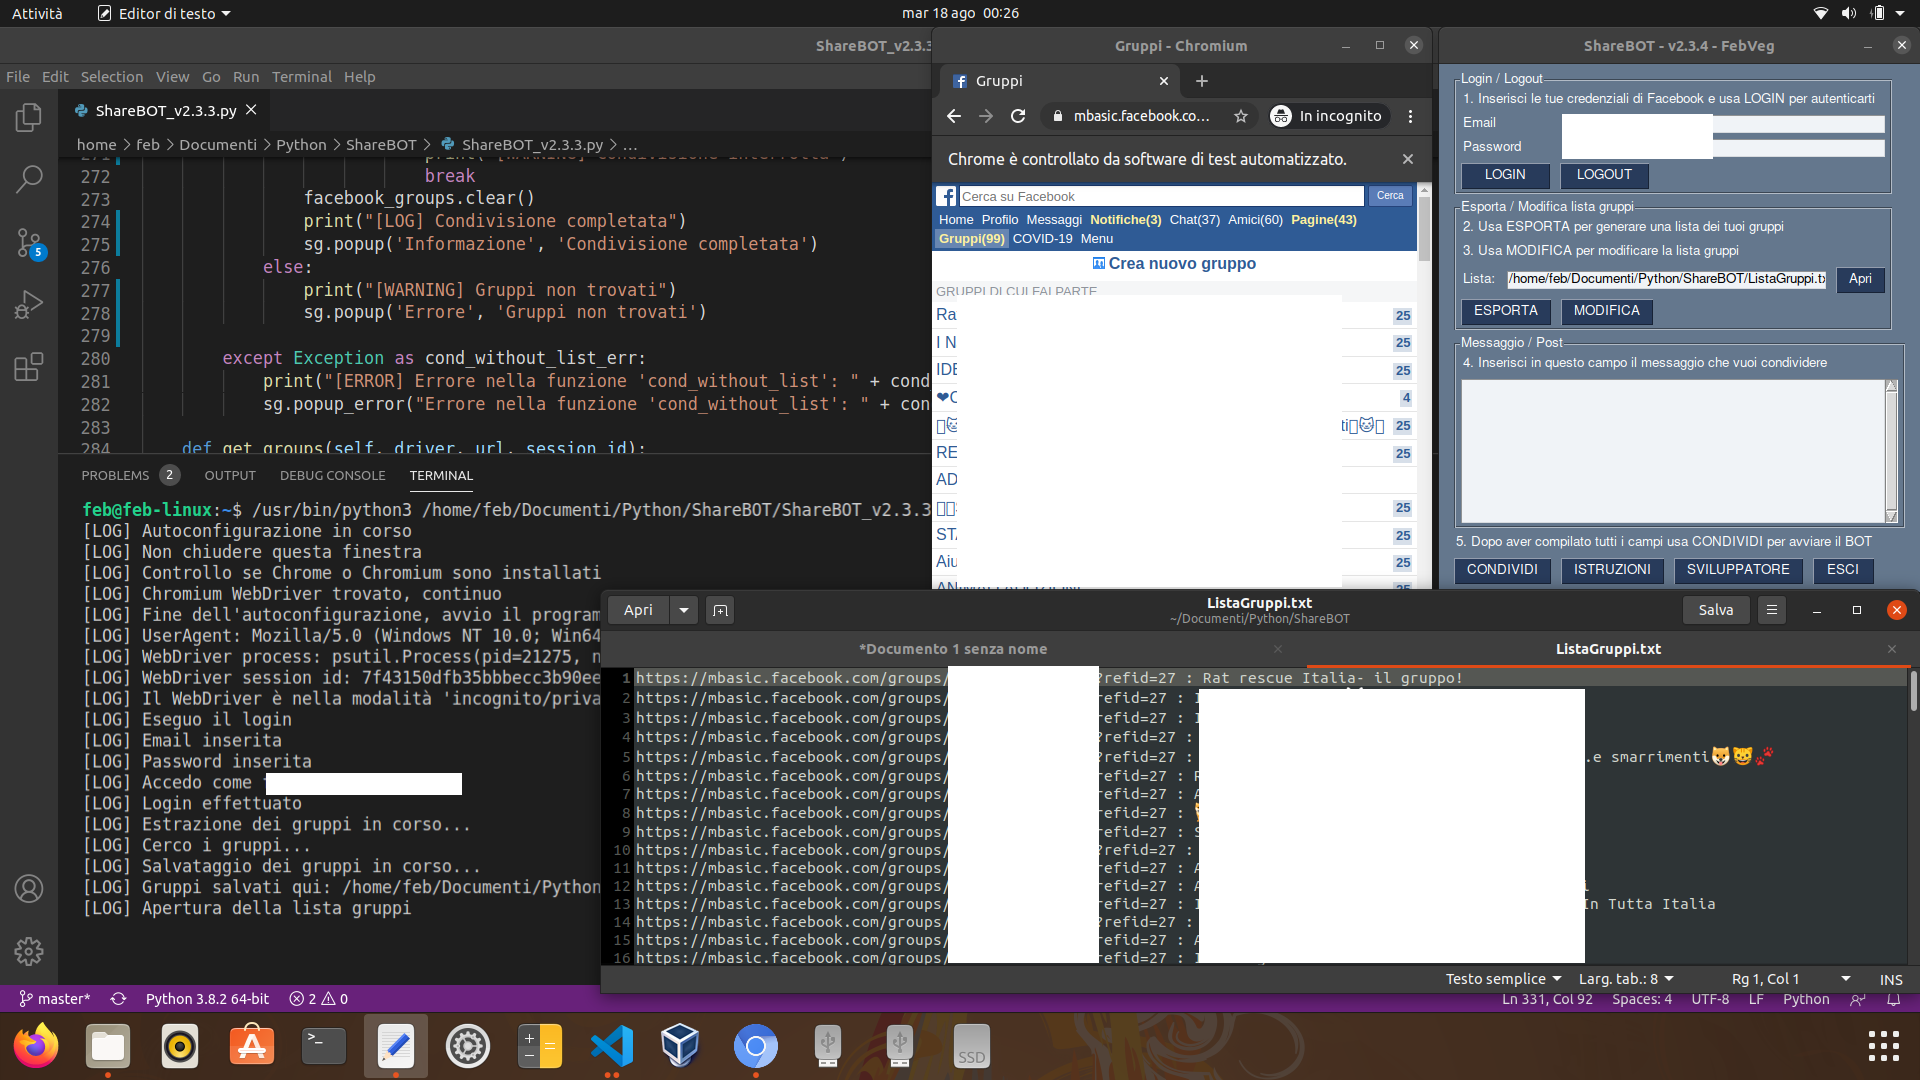 Attività
Editor di testo
mar 18 ago 00:26
ShareBOT_v2.3.3
File Edit Selection View Go Run Terminal Help
ShareBOT_v2.3.3.py
home > feb > Documenti > Python > ShareBOT > ShareBOT_v2.3.3.py > ...
272 break
273 facebook_groups.clear()
274 print("[LOG] Condivisione completata")
275 sg.popup('Informazione', 'Condivisione completata')
276 else:
277 print("[WARNING] Gruppi non trovati")
278 sg.popup('Errore', 'Gruppi non trovati')
279
280 except Exception as cond_without_list_err:
281 print("[ERROR] Errore nella funzione 'cond_without_list': " + cond
282 sg.popup_error("Errore nella funzione 'cond_without_list': " + con
283
284 def get_groups(self, driver, url, session_id):
5
PROBLEMS 2 OUTPUT DEBUG CONSOLE TERMINAL
feb@feb-linux:~$ /usr/bin/python3 /home/feb/Documenti/Python/ShareBOT/ShareBOT_v2.3.3
[LOG] Autoconfigurazione in corso
[LOG] Non chiudere questa finestra
[LOG] Controllo se Chrome o Chromium sono installati
[LOG] Chromium WebDriver trovato, continuo
[LOG] Fine dell'autoconfigurazione, avvio il program
[LOG] UserAgent: Mozilla/5.0 (Windows NT 10.0; Win64
[LOG] WebDriver process: psutil.Process(pid=21275, n
[LOG] WebDriver session id: 7f43150dfb35bbbecc3b90ee
[LOG] Il WebDriver è nella modalità 'incognito/priva
[LOG] Eseguo il login
[LOG] Email inserita
[LOG] Password inserita
[LOG] Accedo come
[LOG] Login effettuato
[LOG] Estrazione dei gruppi in corso...
[LOG] Cerco i gruppi...
[LOG] Salvataggio dei gruppi in corso...
[LOG] Gruppi salvati qui: /home/feb/Documenti/Python
[LOG] Apertura della lista gruppi
master* Python 3.8.2 64-bit 2 0
Ln 331, Col 92 Spaces: 4 UTF-8 LF Python
Gruppi - Chromium
Gruppi
mbasic.facebook.co...
In incognito
Chrome è controllato da software di test automatizzato.
Cerca su Facebook
Cerca
Home Profilo Messaggi Notifiche(3) Chat(37) Amici(60) Pagine(43)
Gruppi(99) COVID-19 Menu
Crea nuovo gruppo
GRUPPI DI CUI FAI PARTE
Ra 25
I N 25
IDE 25
❤ 4
ti 25
RE 25
AD
25
STA 25
Aiu 25
ShareBOT - v2.3.4 - FebVeg
Login / Logout
1. Inserisci le tue credenziali di Facebook e usa LOGIN per autenticarti
Email
Password
LOGIN LOGOUT
Esporta / Modifica lista gruppi
2. Usa ESPORTA per generare una lista dei tuoi gruppi
3. Usa MODIFICA per modificare la lista gruppi
Lista: /home/feb/Documenti/Python/ShareBOT/ListaGruppi.tx Apri
ESPORTA MODIFICA
Messaggio / Post
4. Inserisci in questo campo il messaggio che vuoi condividere
5. Dopo aver compilato tutti i campi usa CONDIVIDI per avviare il BOT
CONDIVIDI ISTRUZIONI SVILUPPATORE ESCI
Apri
ListaGruppi.txt
~/Documenti/Python/ShareBOT
Salva
*Documento 1 senza nome
ListaGruppi.txt
1 https://mbasic.facebook.com/groups/ ?refid=27 : Rat rescue Italia- il gruppo!
2 https://mbasic.facebook.com/groups/ refid=27 : I
3 https://mbasic.facebook.com/groups/ refid=27 : I
4 https://mbasic.facebook.com/groups/ refid=27 :
5 https://mbasic.facebook.com/groups/ ?refid=27 : .e smarrimenti🐶😺🐾
6 https://mbasic.facebook.com/groups/ refid=27 : R
7 https://mbasic.facebook.com/groups/ refid=27 : A
8 https://mbasic.facebook.com/groups/ refid=27 :
9 https://mbasic.facebook.com/groups/ refid=27 : S
10 https://mbasic.facebook.com/groups/ ?refid=27 :
11 https://mbasic.facebook.com/groups/ refid=27 : A
12 https://mbasic.facebook.com/groups/ refid=27 : A i
13 https://mbasic.facebook.com/groups/ refid=27 : I In Tutta Italia
14 https://mbasic.facebook.com/groups/ ?refid=27 :
15 https://mbasic.facebook.com/groups/ refid=27 : A
16 https://mbasic.facebook.com/groups/ refid=27 : I
Testo semplice Larg. tab.: 8 Rg 1, Col 1 INS
SSD